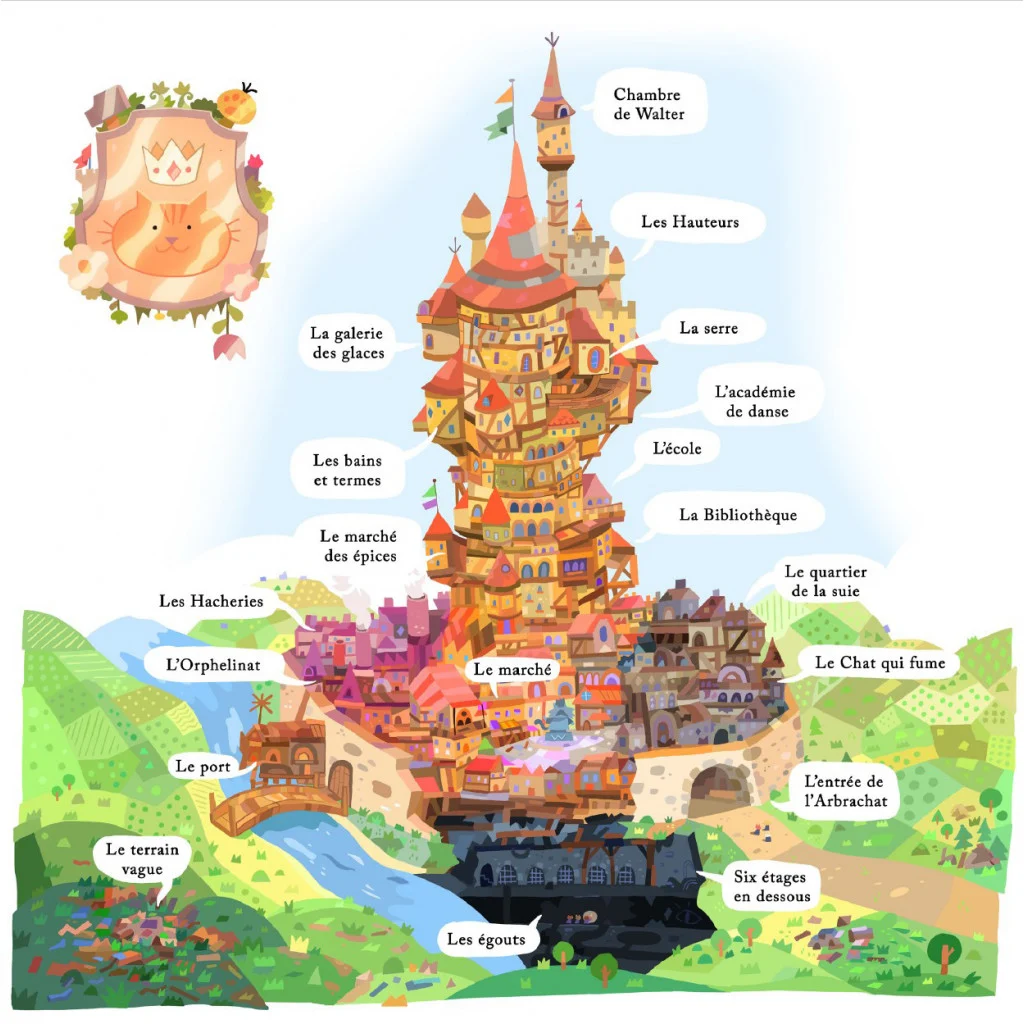 Chambre
de Walter
Les Hauteurs
La galerie
des glaces
La serre
L'académie
de danse
L'école
Les bains
et termes
La Bibliothèque
Le marché
des épices
Le quartier
de la suie
Les Hacheries
L'Orphelinat
Le marché
Le Chat qui fume
Le port
L'entrée de
l'Arbrachat
Le terrain
vague
Six étages
en dessous
Les égouts